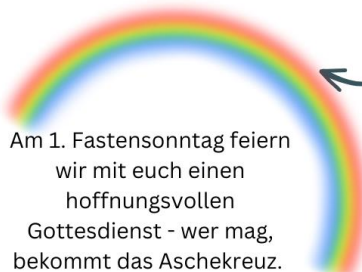 Am 1. Fastensonntag feiern
wir mit euch einen
hoffnungsvollen
Gottesdienst - wer mag,
bekommt das Aschekreuz.